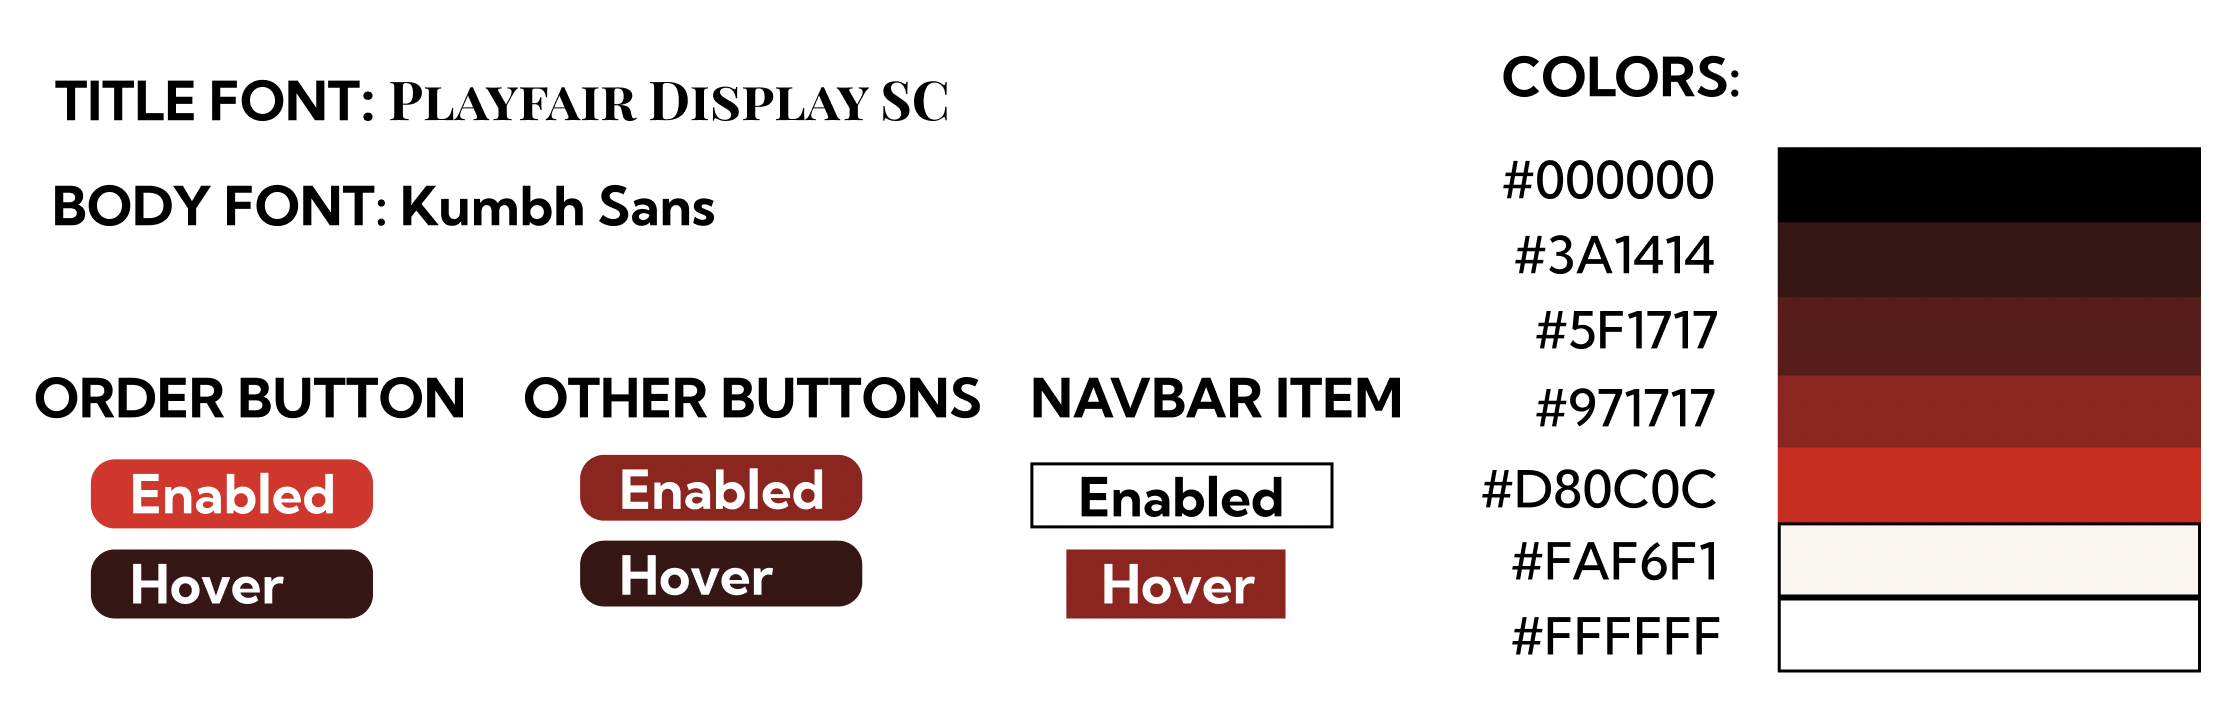 TITLE FONT: PLAYFAIR DISPLAY SC
BODY FONT: Kumbh Sans
ORDER BUTTON
Enabled
Hover
OTHER BUTTONS
Enabled
Hover
NAVBAR ITEM
Enabled
Hover
COLORS:
#000000
#3A1414
#5F1717
#971717
#D80C0C
#FAF6F1
#FFFFFF